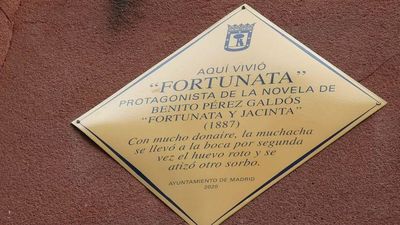 AQUÍ VIVIÓ
"FORTUNATA"
PROTAGONISTA DE LA NOVELA DE
BENITO PÉREZ GALDÓS
"FORTUNATA Y JACINTA"
(1887)
Con mucho donaire, la muchacha
se llevó a la boca por segunda
vez el huevo roto y se
atizó otro sorbo.
AYUNTAMIENTO DE MADRID
2020